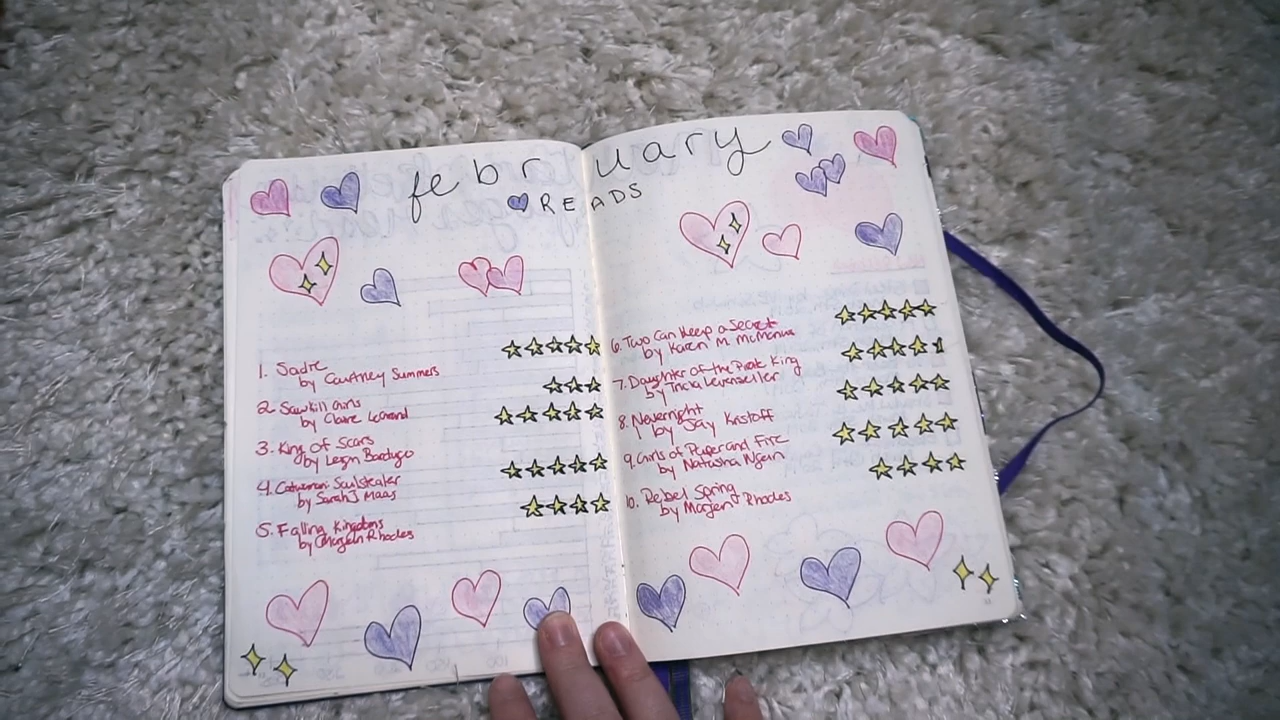 february
READS
1. Sadie
by Courtney Summers
2. Sawkill Girls
by Claire LeGrand
3. King of Scars
by Leigh Bardugo
4. Catwoman: Soulstealer
by Sarah J Maas
5. Falling Kingdoms
by Morgan Rhodes
6. Two Can Keep a Secret
by Karen M. McManus
7. Daughter of the Pirate King
by Tricia Levenseller
8. Nevernight
by Jay Kristoff
9. Girls of Paper and Fire
by Natasha Ngan
10. Rebel Spring
by Morgan Rhodes